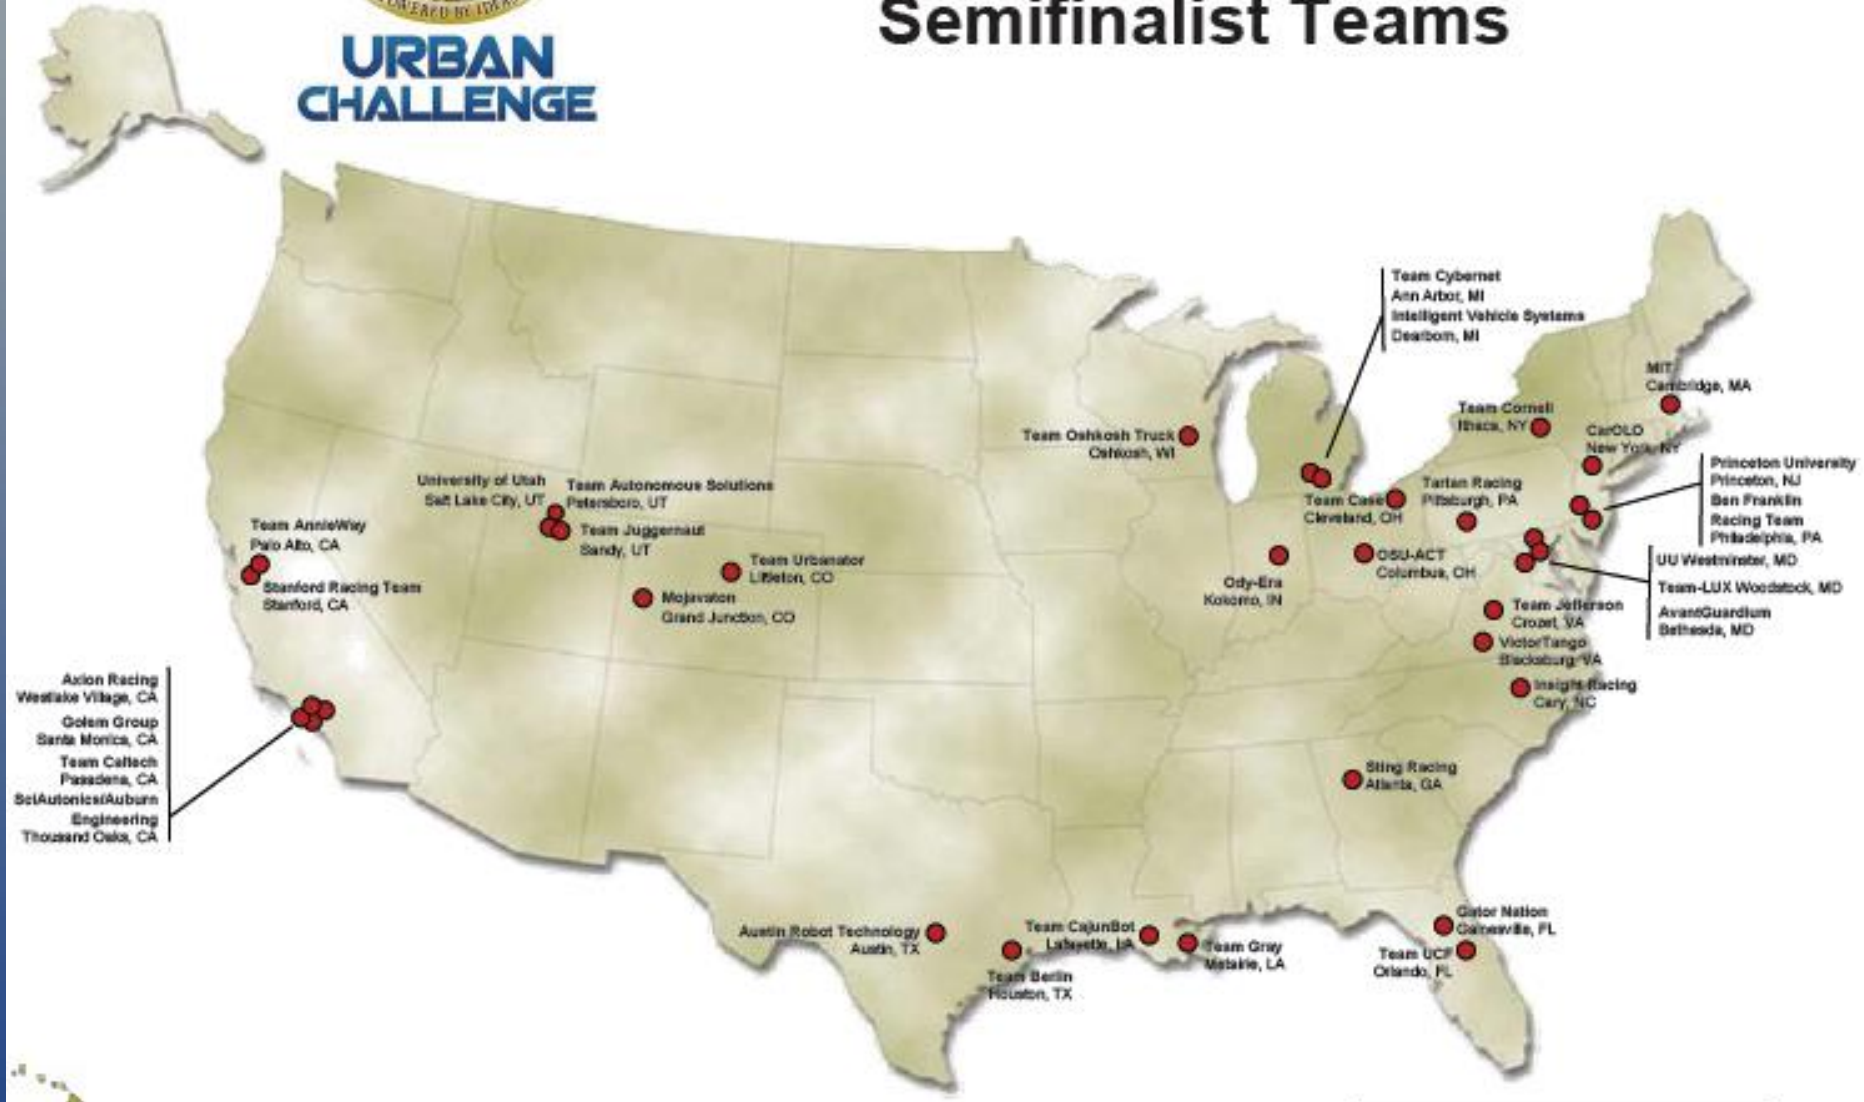 POWERED BY IDEAS
URBAN
CHALLENGE
Semifinalist Teams
Team Cybernet
Ann Arbor, MI
Intelligent Vehicle Systems
Dearborn, MI
MIT
Cambridge, MA
Team Cornell
Ithaca, NY
CarOLO
New York, NY
Team Oshkosh Truck
Oshkosh, WI
Princeton University
Princeton, NJ
Ben Franklin
Racing Team
Philadelphia, PA
University of Utah
Salt Lake City, UT
Team Autonomous Solutions
Petersboro, UT
Team Case
Cleveland, OH
Tartan Racing
Pittsburgh, PA
Team AnnieWay
Palo Alto, CA
Team Juggernaut
Sandy, UT
Team Urbanator
Littleton, CO
OSU-ACT
Columbus, OH
UU Westminster, MD
Team-LUX Woodstock, MD
AvantGuardium
Bethesda, MD
Stanford Racing Team
Stanford, CA
Mojavaton
Grand Junction, CO
Ody-Era
Kokomo, IN
Team Jefferson
Crozet, VA
VictorTango
Blacksburg, VA
Insight Racing
Cary, NC
Axion Racing
Westlake Village, CA
Golem Group
Santa Monica, CA
Team Caltech
Pasadena, CA
SciAutonics/Auburn
Engineering
Thousand Oaks, CA
Sting Racing
Atlanta, GA
Austin Robot Technology
Austin, TX
Team CajunBot
Lafayette, LA
Team Gray
Metairie, LA
Gator Nation
Gainesville, FL
Team UCF
Orlando, FL
Team Berlin
Houston, TX